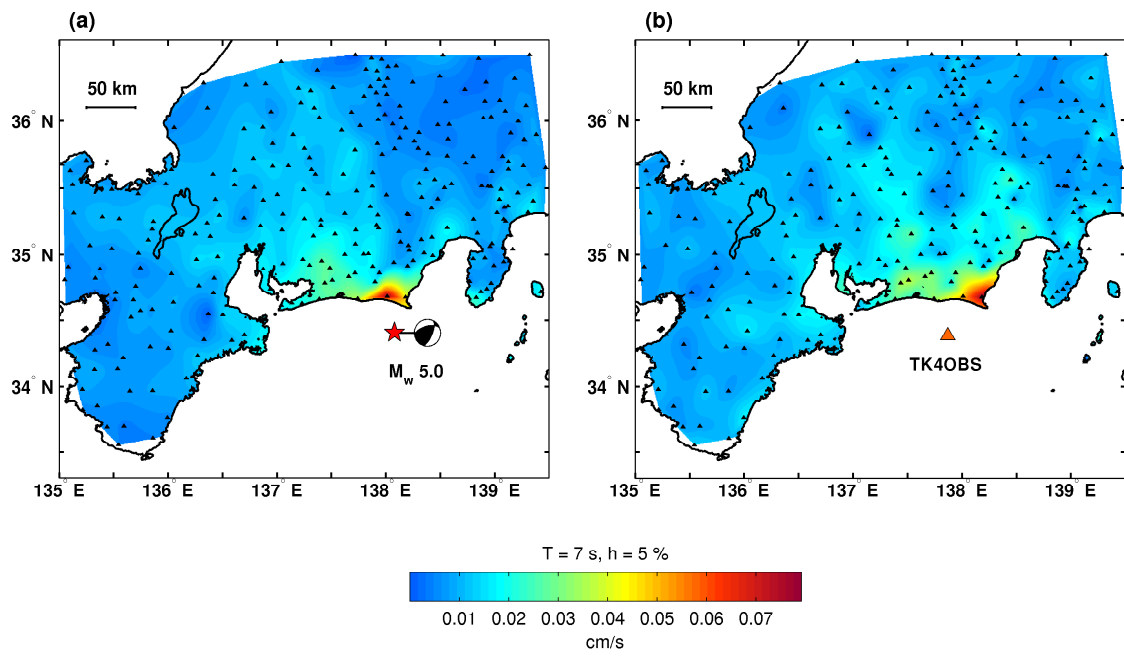 (a)
(b)
50 km
50 km
36° N
35° N
34° N
36° N
35° N
34° N
Mw 5.0
TK4OBS
135° E
136° E
137° E
138° E
139° E
135° E
136° E
137° E
138° E
139° E
T = 7 s, h = 5 %
0.01
0.02
0.03
0.04
0.05
0.06
0.07
cm/s